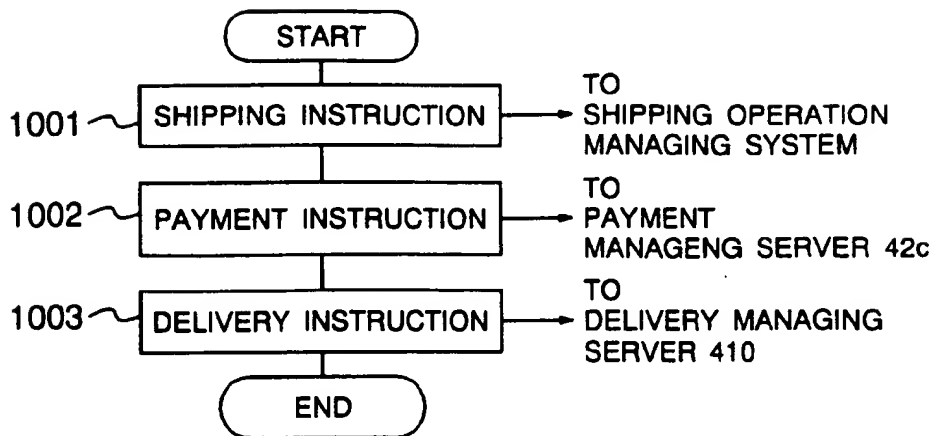 START
1001
SHIPPING INSTRUCTION
TO
SHIPPING OPERATION
MANAGING SYSTEM
1002
PAYMENT INSTRUCTION
TO
PAYMENT
MANAGENG SERVER 42c
1003
DELIVERY INSTRUCTION
TO
DELIVERY MANAGING
SERVER 410
END